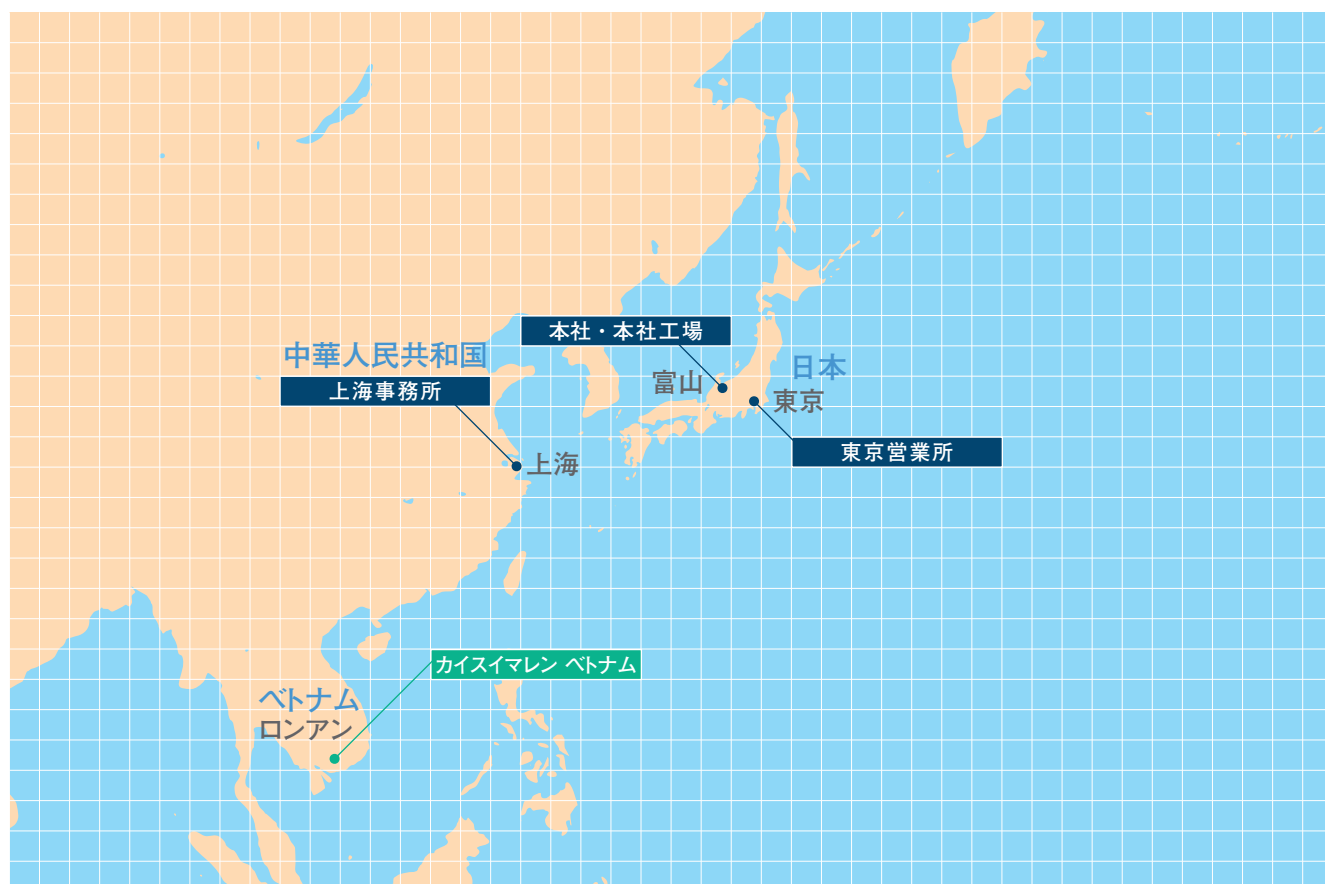 本社・本社工場
中華人民共和国
日本
上海事務所
富山
東京
東京営業所
上海
カイスイマレン ベトナム
ベトナム
ロンアン